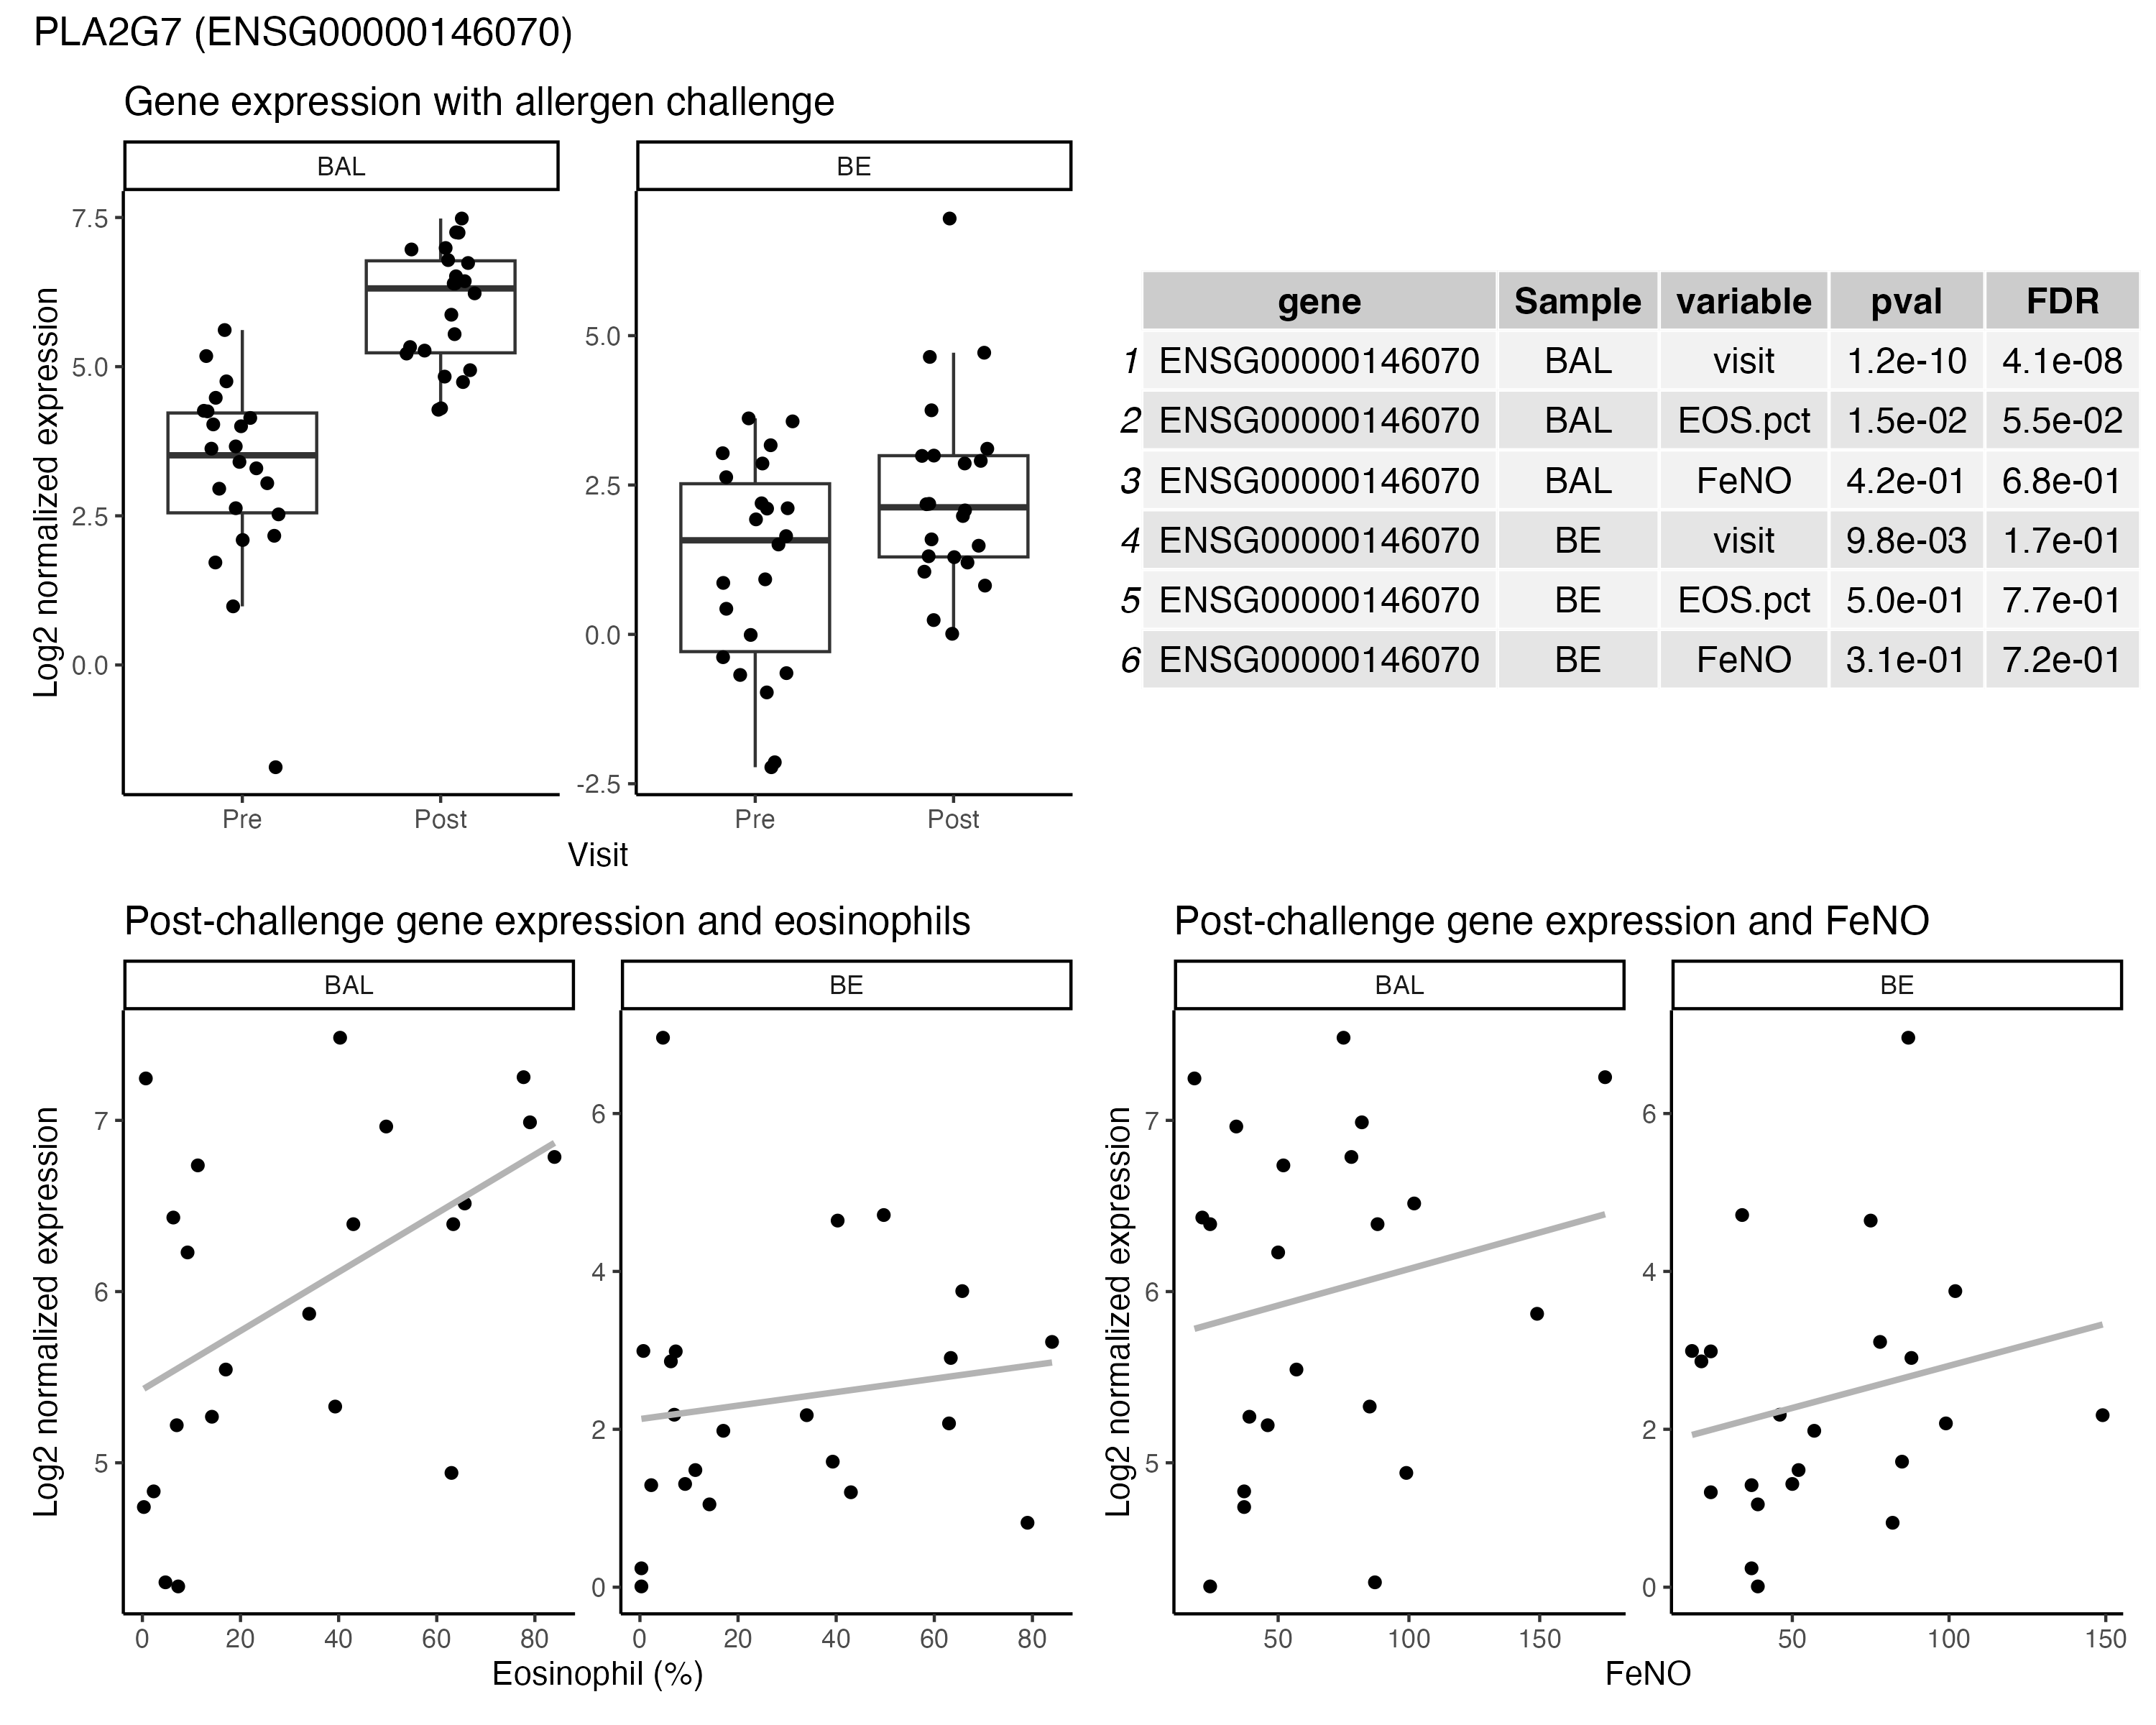 PLA2G7 (ENSG00000146070)
Gene expression with allergen challenge
BAL
BE
Log2 normalized expression
7.5
5.0
2.5
0.0
5.0
2.5
0.0
-2.5
Pre
Post
Pre
Post
Visit
gene Sample variable pval FDR
1 ENSG00000146070 BAL visit 1.2e-10 4.1e-08
2 ENSG00000146070 BAL EOS.pct 1.5e-02 5.5e-02
3 ENSG00000146070 BAL FeNO 4.2e-01 6.8e-01
4 ENSG00000146070 BE visit 9.8e-03 1.7e-01
5 ENSG00000146070 BE EOS.pct 5.0e-01 7.7e-01
6 ENSG00000146070 BE FeNO 3.1e-01 7.2e-01
Post-challenge gene expression and eosinophils
BAL
BE
Log2 normalized expression
7
6
5
6
4
2
0
0 20 40 60 80
0 20 40 60 80
Eosinophil (%)
Post-challenge gene expression and FeNO
BAL
BE
Log2 normalized expression
7
6
5
6
4
2
0
50 100 150
50 100 150
FeNO